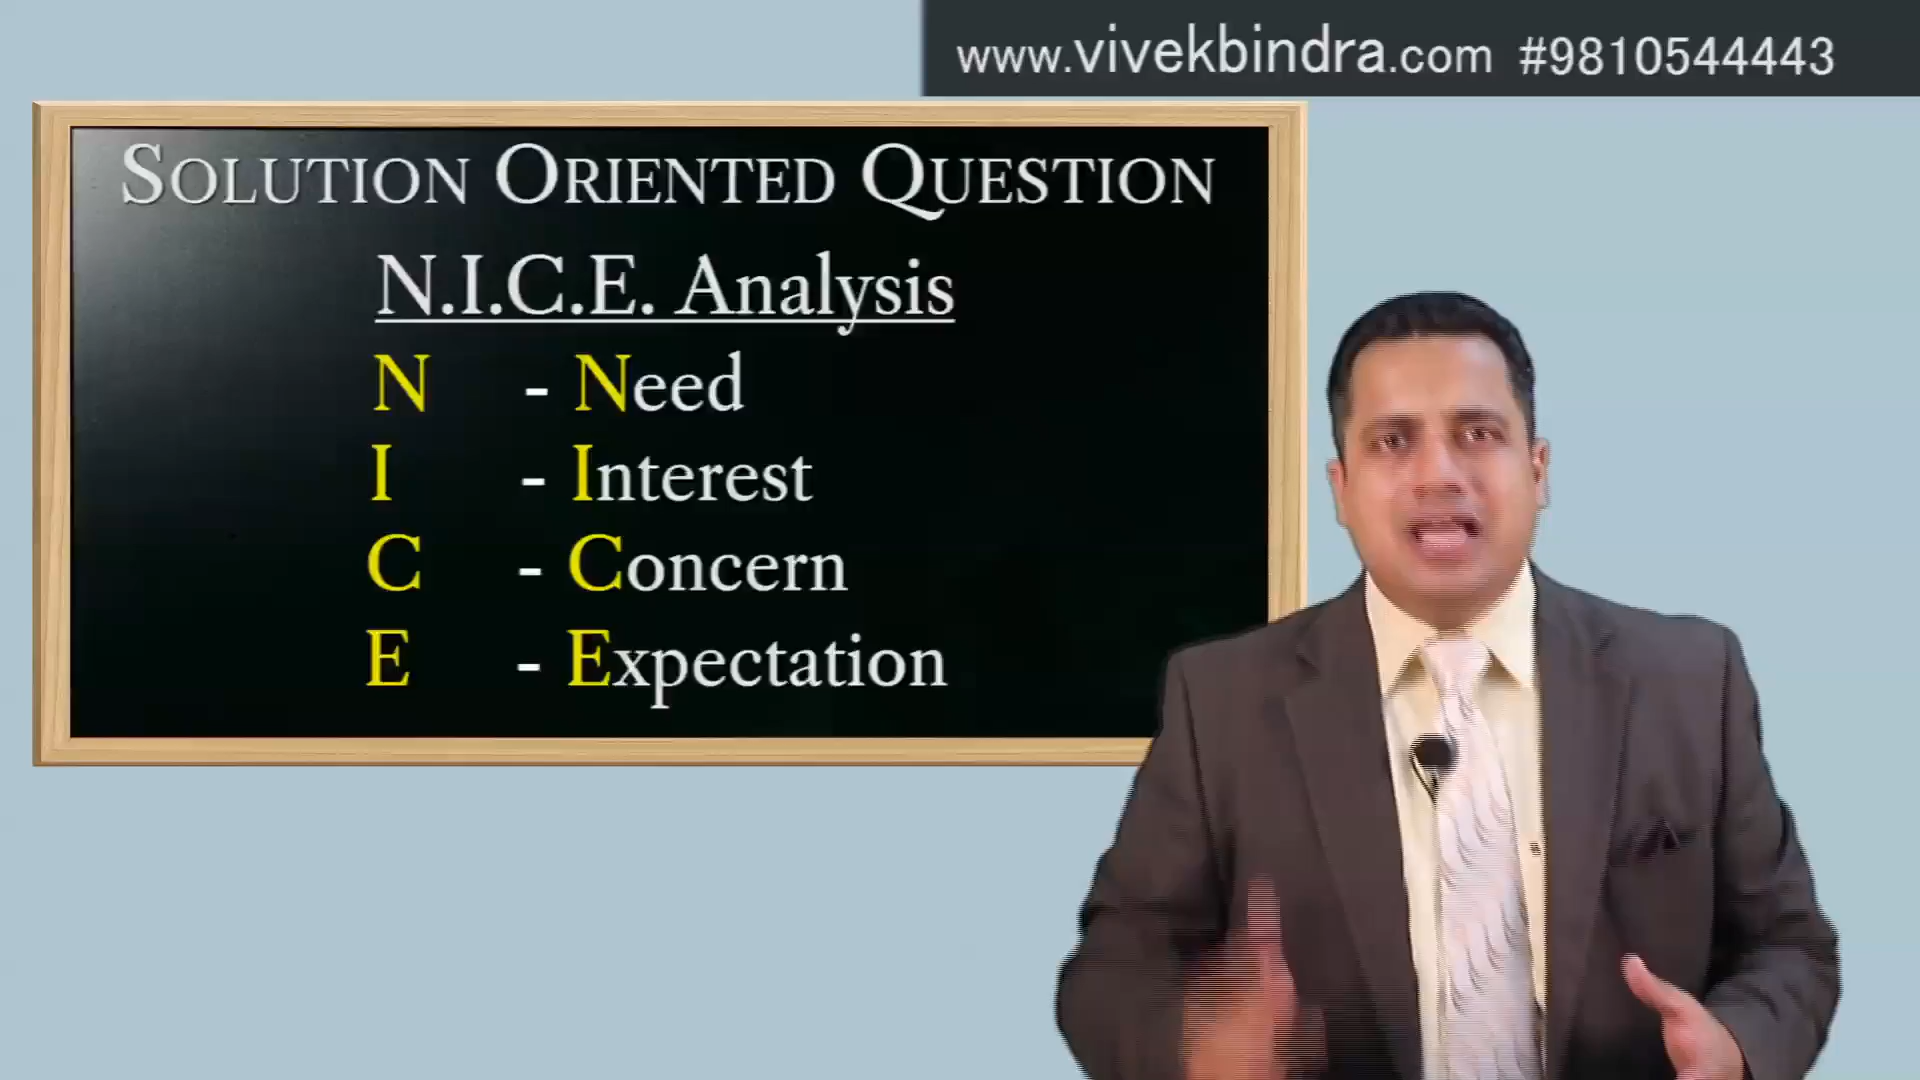 www.vivekbindra.com #9810544443
SOLUTION ORIENTED QUESTION
N.I.C.E. Analysis
N - Need
I - Interest
C - Concern
E - Expectation